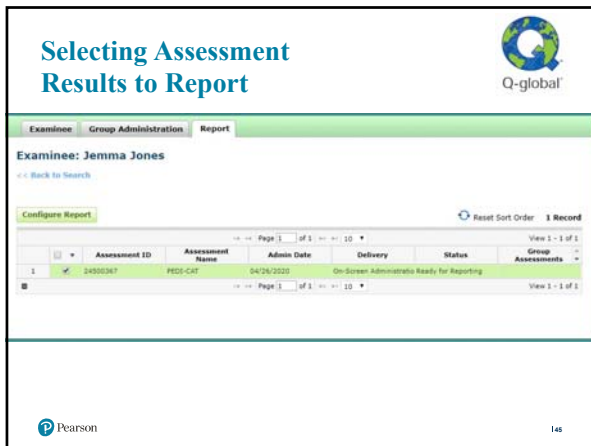 Selecting Assessment
Results to Report
Q-global
Examinee Group Administration Report
Examinee: Jemma Jones
<< Back to Search
Configure Report
Reset Sort Order 1 Record
Page 1 of 1 10 View 1 - 1 of 1
Assessment ID Assessment Name Admin Date Delivery Status Group Assessments
1 24500367 PEDI-CAT 04/26/2020 On-Screen Administratio Ready for Reporting
Page 1 of 1 10 View 1 - 1 of 1
Pearson
45